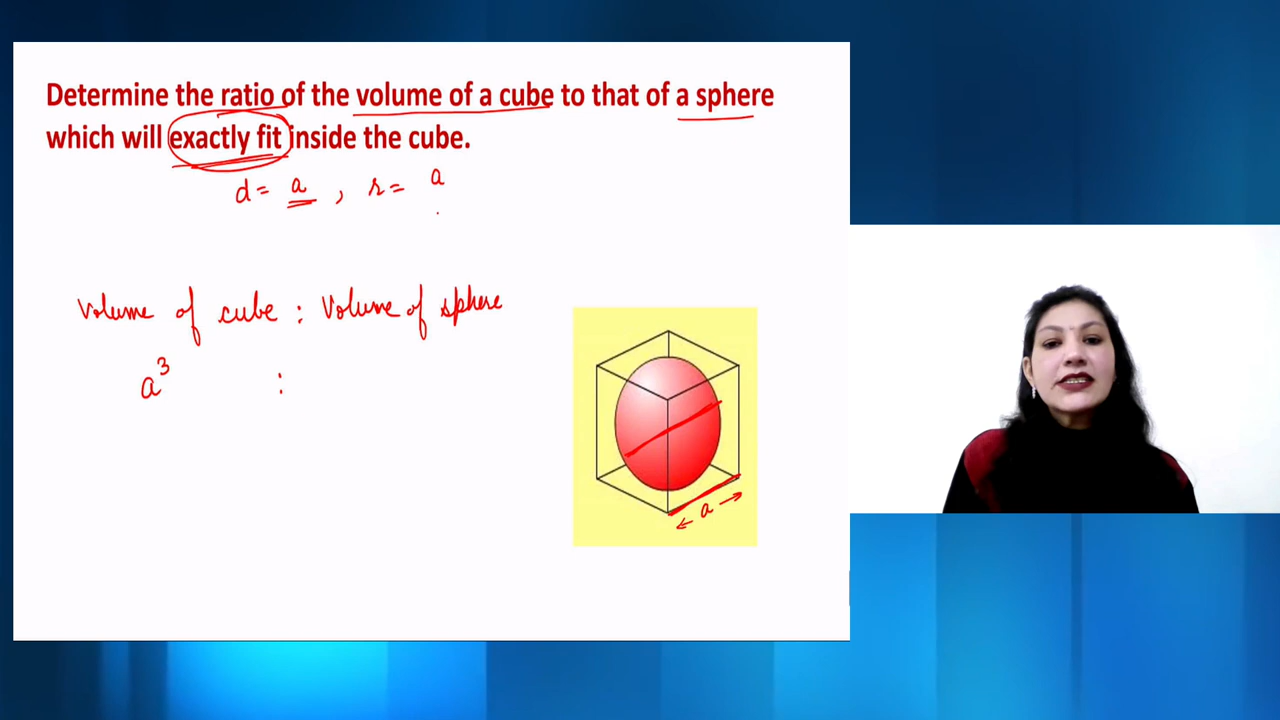 Determine the ratio of the volume of a cube to that of a sphere
which will exactly fit inside the cube.
d = a , r = a
Volume of cube : Volume of sphere
a³ :
a